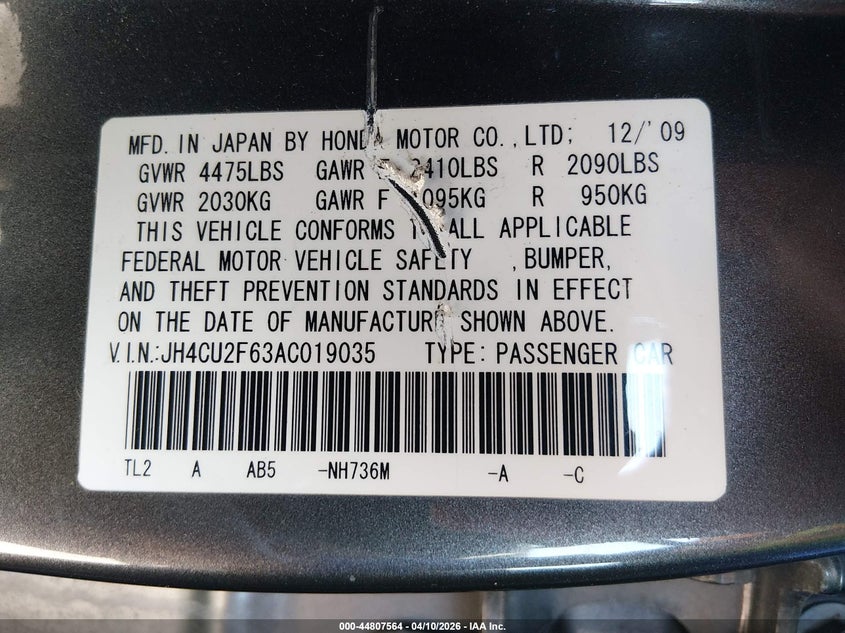 MFD. IN JAPAN BY HONDA MOTOR CO.,LTD; 12/'09
GVWR 4475LBS GAWR 2410LBS R 2090LBS
GVWR 2030KG GAWR F 1095KG R 950KG
THIS VEHICLE CONFORMS ALL APPLICABLE
FEDERAL MOTOR VEHICLE SAFETY , BUMPER,
AND THEFT PREVENTION STANDARDS IN EFFECT
ON THE DATE OF MANUFACTURE SHOWN ABOVE.
V.I.N.:JH4CU2F63AC019035 TYPE: PASSENGER CAR
TL2 A AB5 -NH736M -A -C
000-44807564 - 04/10/2026 - IAA Inc.